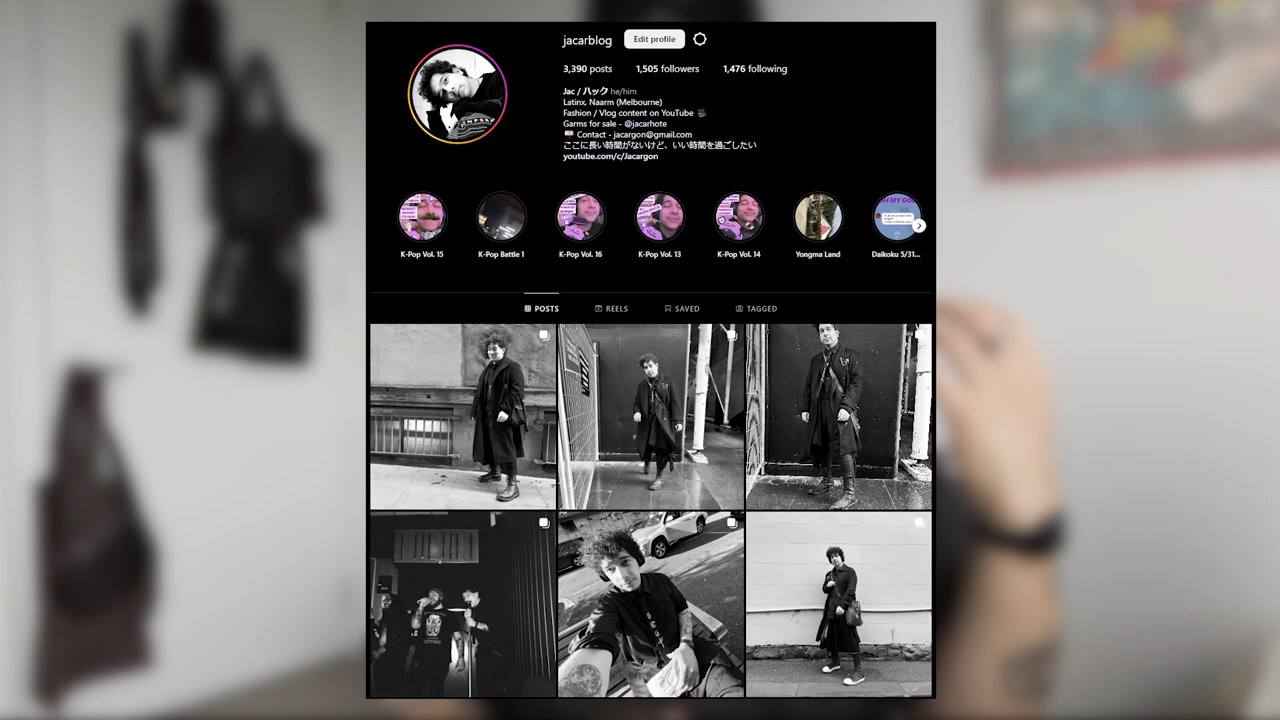 jacarblog Edit profile
3,390 posts 1,505 followers 1,476 following
Jac / ハック he/him
Latinx, Naarm (Melbourne)
Fashion / Vlog content on YouTube
Garms for sale - @jacarhote
Contact - jacargon@gmail.com
ここに長い時間がないけど、いい時間を過ごしたい
youtube.com/c/Jacargon
K-Pop Vol. 15 K-Pop Battle 1 K-Pop Vol. 16 K-Pop Vol. 13 K-Pop Vol. 14 Yongma Land Daikoku 5/31...
POSTS REELS SAVED TAGGED